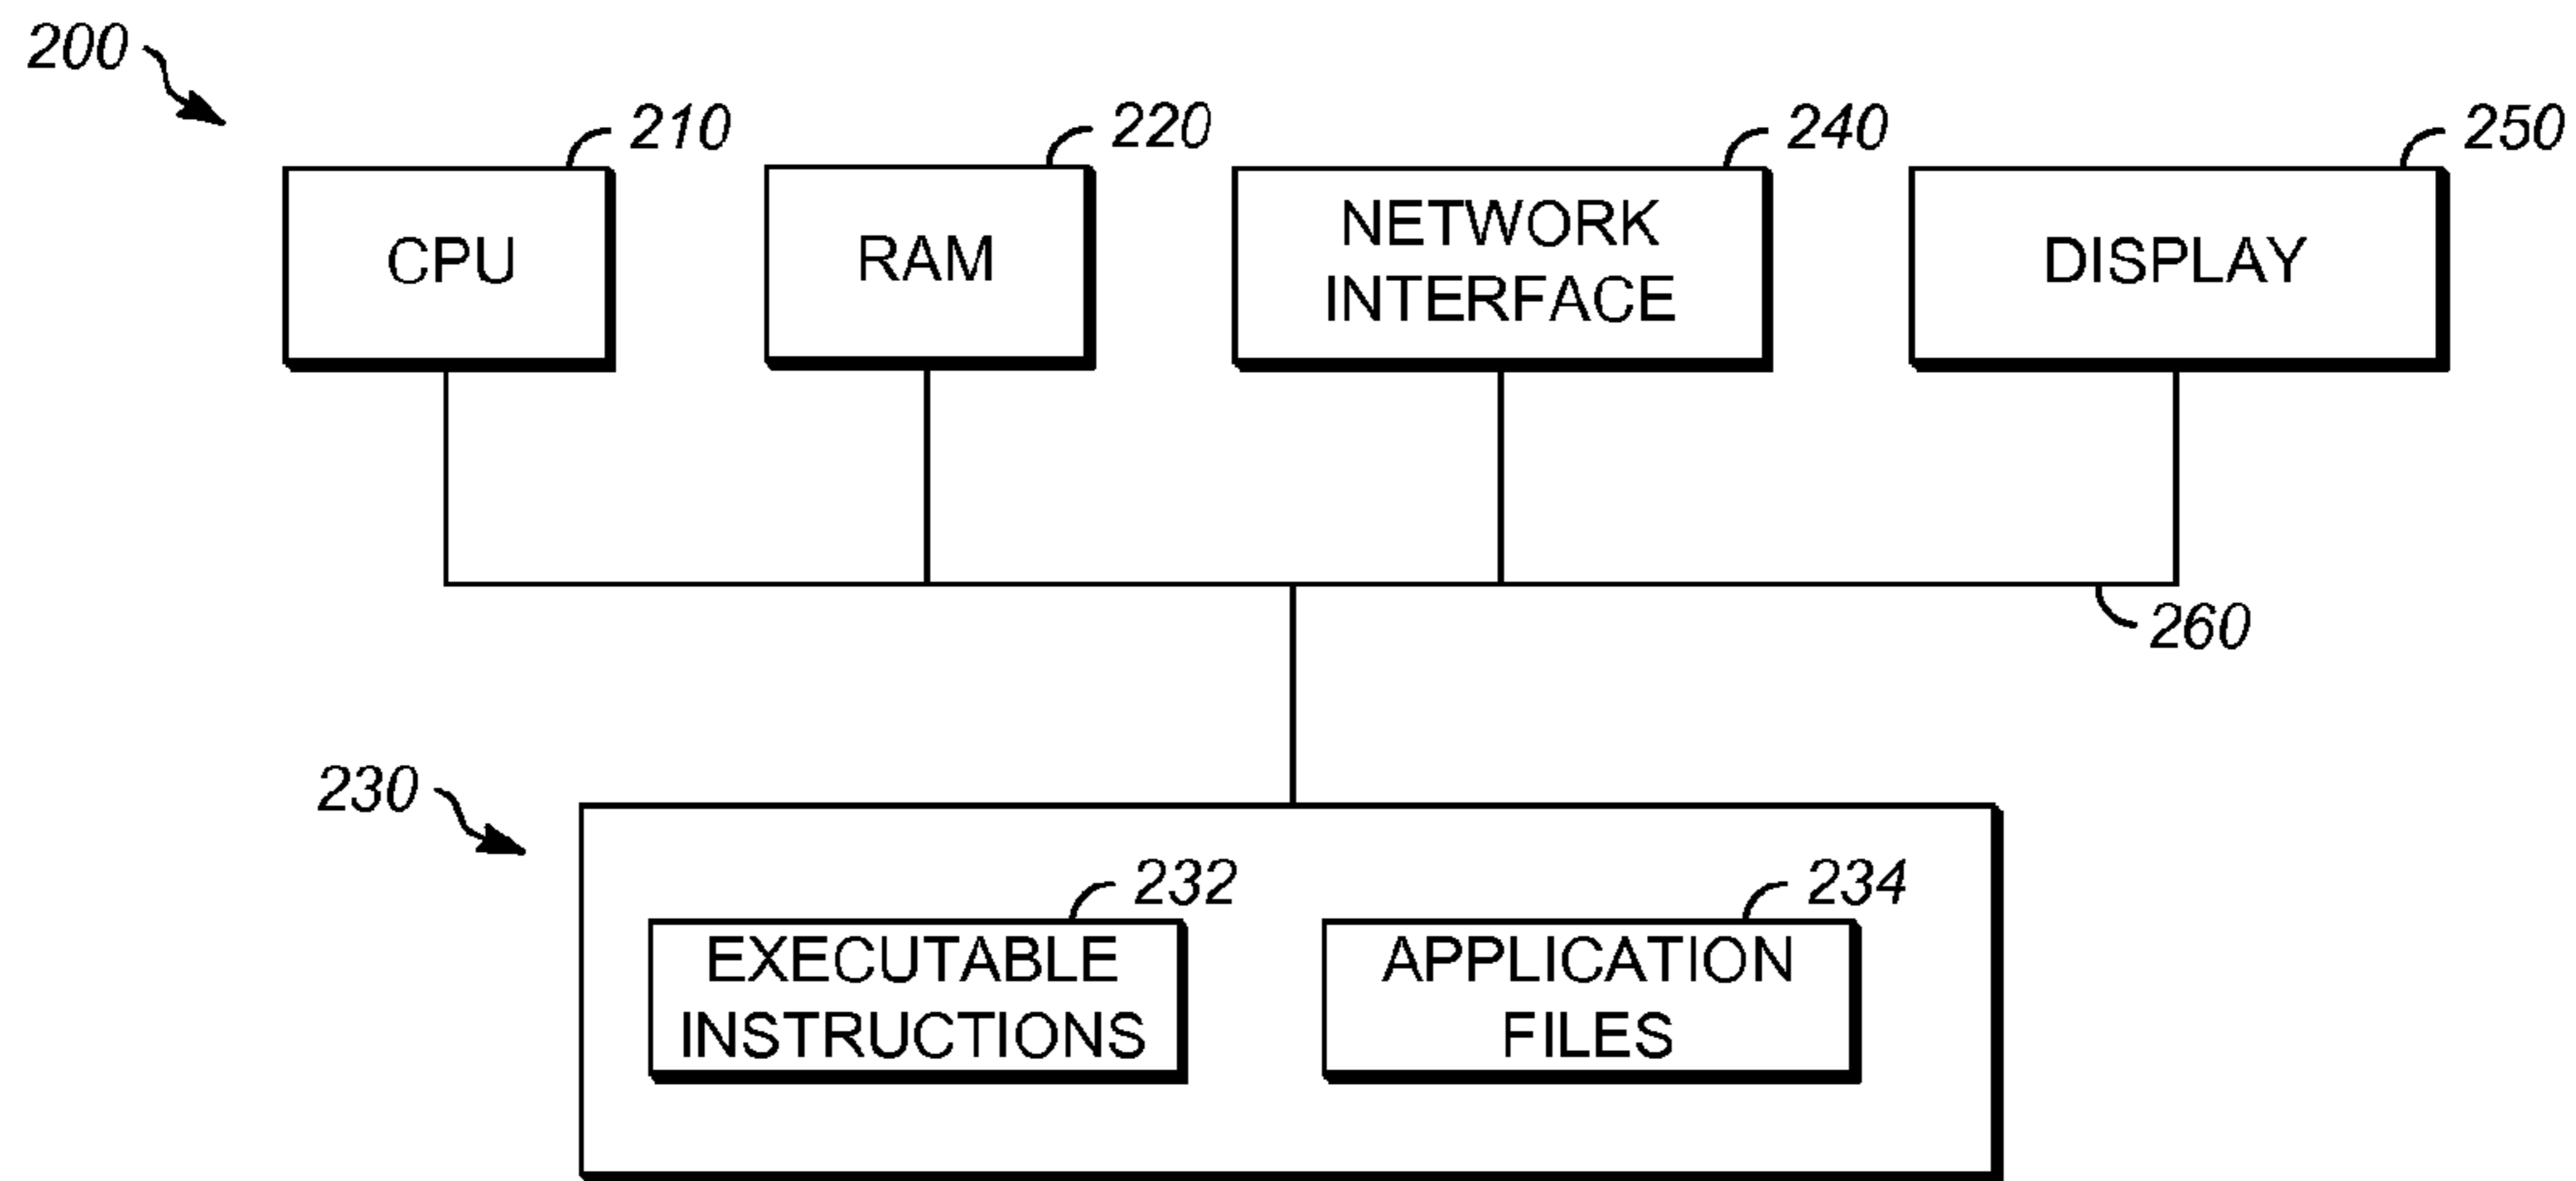 200
210
220
240
250
CPU
RAM
NETWORK
INTERFACE
DISPLAY
260
230
232
234
EXECUTABLE
INSTRUCTIONS
APPLICATION
FILES